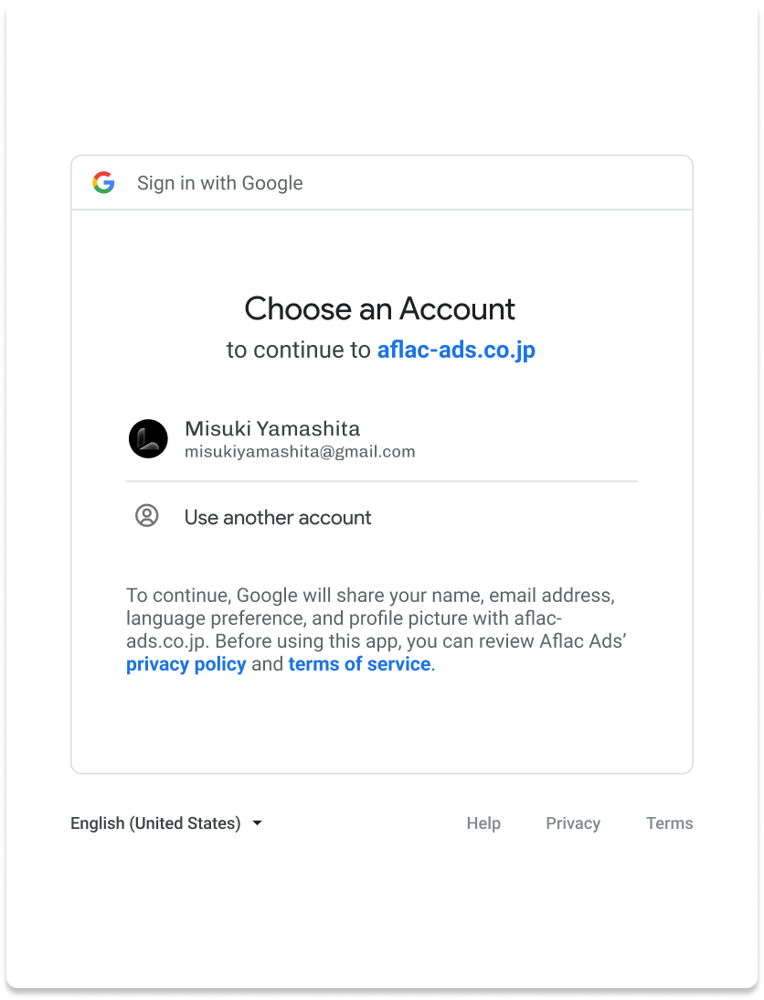 Sign in with Google
Choose an Account
to continue to aflac-ads.co.jp
Misuki Yamashita
misukiyamashita@gmail.com
Use another account
To continue, Google will share your name, email address,
language preference, and profile picture with aflac-
ads.co.jp. Before using this app, you can review Aflac Ads’
privacy policy and terms of service.
English (United States)
Help
Privacy
Terms